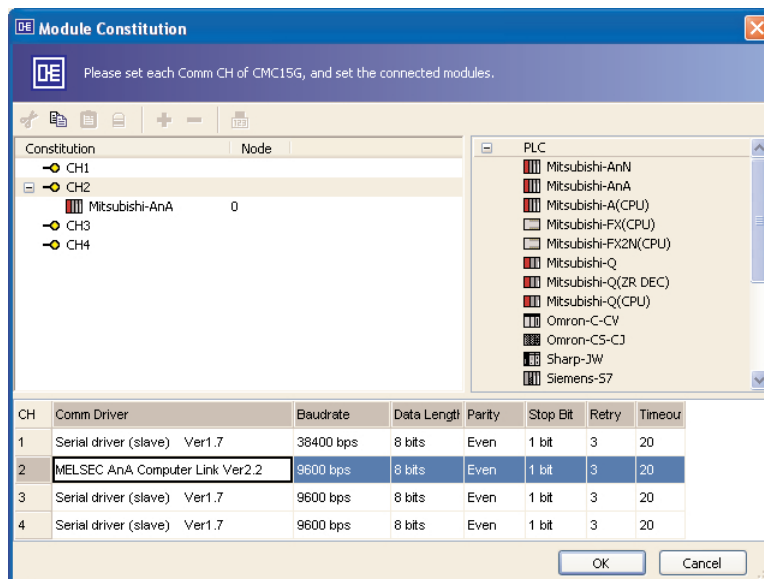 Module Constitution
Please set each Comm CH of CMC15G, and set the connected modules.
Constitution Node
CH1
CH2
Mitsubishi-AnA 0
CH3
CH4
PLC
Mitsubishi-AnN
Mitsubishi-AnA
Mitsubishi-A(CPU)
Mitsubishi-FX(CPU)
Mitsubishi-FX2N(CPU)
Mitsubishi-Q
Mitsubishi-Q(ZR DEC)
Mitsubishi-Q(CPU)
Omron-C-CV
Omron-CS-CJ
Sharp-JW
Siemens-S7
CH Comm Driver Baudrate Data Length Parity Stop Bit Retry Timeout
1 Serial driver (slave) Ver1.7 38400 bps 8 bits Even 1 bit 3 20
2 MELSEC AnA Computer Link Ver2.2 9600 bps 8 bits Even 1 bit 3 20
3 Serial driver (slave) Ver1.7 9600 bps 8 bits Even 1 bit 3 20
4 Serial driver (slave) Ver1.7 9600 bps 8 bits Even 1 bit 3 20
OK Cancel